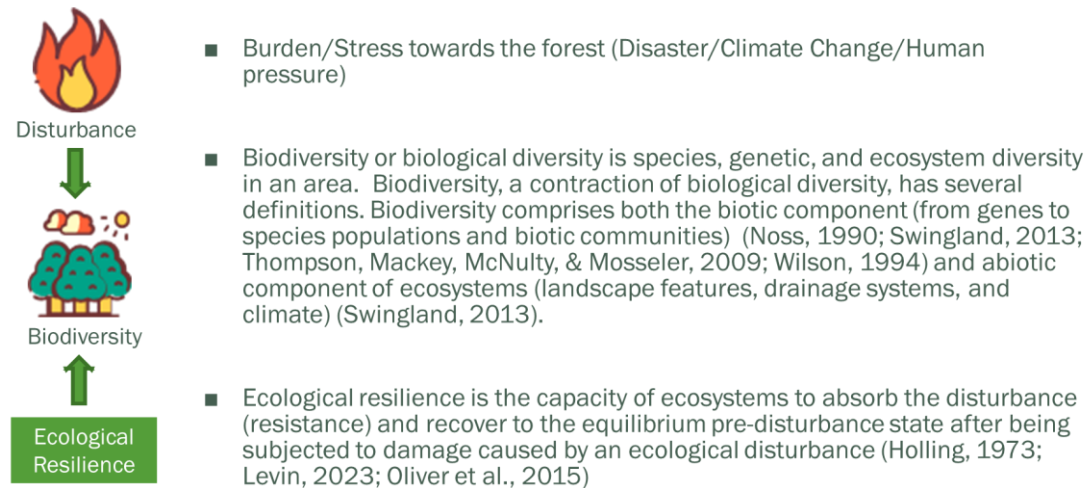 ■ Burden/Stress towards the forest (Disaster/Climate Change/Human
pressure)
Disturbance
■ Biodiversity or biological diversity is species, genetic, and ecosystem diversity
in an area.  Biodiversity, a contraction of biological diversity, has several
definitions. Biodiversity comprises both the biotic component (from genes to
species populations and biotic communities)  (Noss, 1990; Swingland, 2013;
Thompson, Mackey, McNulty, & Mosseler, 2009; Wilson, 1994) and abiotic
component of ecosystems (landscape features, drainage systems, and
climate) (Swingland, 2013).
Biodiversity
■ Ecological resilience is the capacity of ecosystems to absorb the disturbance
(resistance) and recover to the equilibrium pre-disturbance state after being
subjected to damage caused by an ecological disturbance (Holling, 1973;
Levin, 2023; Oliver et al., 2015)
Ecological
Resilience